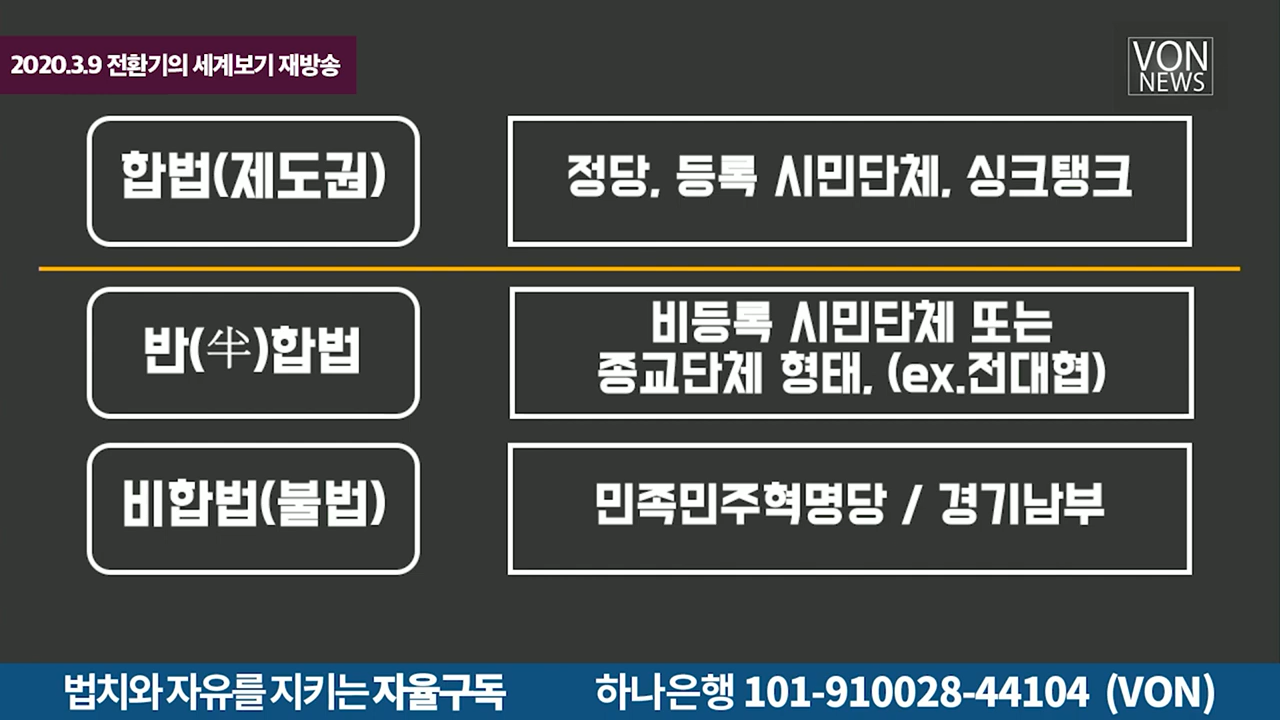 2020.3.9 전환기의 세계보기 재방송
VON
NEWS
합법(제도권)
정당, 등록 시민단체, 싱크탱크
반(半)합법
비등록 시민단체 또는
종교단체 형태, (ex.전대협)
비합법(불법)
민족민주혁명당 / 경기남부
법치와 자유를 지키는 자율구독
하나은행 101-910028-44104 (VON)